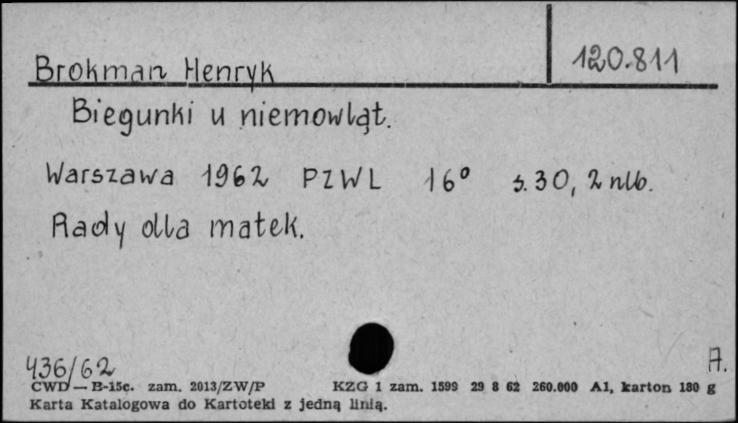 Brokman Henryk 120.811
Biegunki u niemowląt.
Warszawa 1962 PZWL 16° s. 30, 2 nlb.
Rady dla matek.
436/62 A.
CWD — B-15c. zam. 2013/ZW/P KZG 1 zam. 1599 29 8 62 260.000 A1, karton 180 g
Karta Katalogowa do Kartoteki z jedną linią.